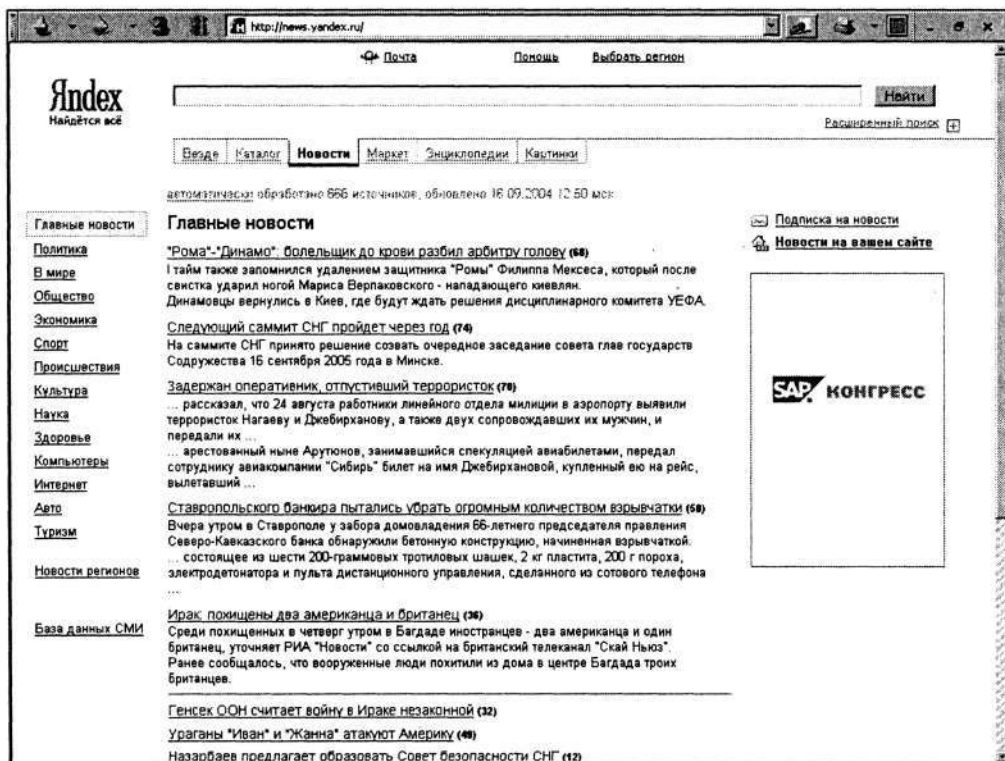 http://news.yandex.ru/
Почта Помощь Выбрать регион
Яndex
Найдётся всё
Найти
Расширенный поиск
Везде Каталог Новости Маркет Энциклопедии Картинки
автоматически обработано 666 источников, обновлено 16.09.2004 12:50 мск
Главные новости
Политика
В мире
Общество
Экономика
Спорт
Происшествия
Культура
Наука
Здоровье
Компьютеры
Интернет
Авто
Туризм
Новости регионов
База данных СМИ
Главные новости
"Рома"-"Динамо": болельщик до крови разбил арбитру голову (68)
I тайм также запомнился удалением защитника "Ромы" Филиппа Мексеса, который после
свистка ударил ногой Мариса Верпаковского - нападающего киевлян.
Динамовцы вернулись в Киев, где будут ждать решения дисциплинарного комитета УЕФА.
Следующий саммит СНГ пройдет через год (74)
На саммите СНГ принято решение созвать очередное заседание совета глав государств
Содружества 16 сентября 2005 года в Минске.
Задержан оперативник, отпустивший террористок (78)
... рассказал, что 24 августа работники линейного отдела милиции в аэропорту выявили
террористок Нагаеву и Джебирханову, а также двух сопровождавших их мужчин, и
передали их ...
... арестованный ныне Арутюнов, занимавшийся спекуляцией авиабилетами, передал
сотруднику авиакомпании "Сибирь" билет на имя Джебирхановой, купленный ею на рейс,
вылетавший ...
Ставропольского банкира пытались убрать огромным количеством взрывчатки (58)
Вчера утром в Ставрополе у забора домовладения 66-летнего председателя правления
Северо-Кавказского банка обнаружили бетонную конструкцию, начиненная взрывчаткой.
... состоящее из шести 200-граммовых тротиловых шашек, 2 кг пластита, 200 г пороха,
электродетонатора и пульта дистанционного управления, сделанного из сотового телефона
...
Ирак: похищены два американца и британец (36)
Среди похищенных в четверг утром в Багдаде иностранцев - два американца и один
британец, уточняет РИА "Новости" со ссылкой на британский телеканал "Скай Ньюз".
Ранее сообщалось, что вооруженные люди похитили из дома в центре Багдада троих
британцев.
Генсек ООН считает войну в Ираке незаконной (32)
Ураганы "Иван" и "Жанна" атакуют Америку (49)
Назарбаев предлагает образовать Совет безопасности СНГ (12)
Подписка на новости
Новости на вашем сайте
SAP КОНГРЕСС